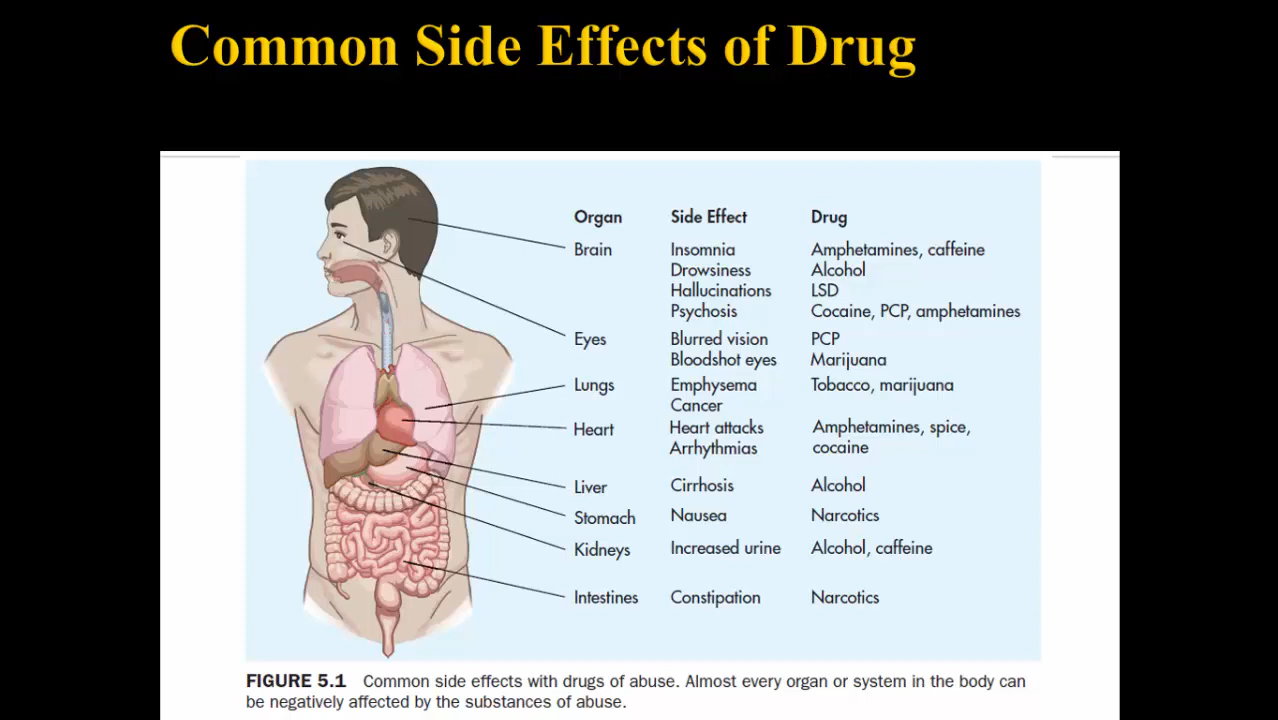 Common Side Effects of Drug
Organ Side Effect Drug
Brain Insomnia Amphetamines, caffeine
Drowsiness Alcohol
Hallucinations LSD
Psychosis Cocaine, PCP, amphetamines
Eyes Blurred vision PCP
Bloodshot eyes Marijuana
Lungs Emphysema Tobacco, marijuana
Cancer
Heart Heart attacks Amphetamines, spice,
Arrhythmias cocaine
Liver Cirrhosis Alcohol
Stomach Nausea Narcotics
Kidneys Increased urine Alcohol, caffeine
Intestines Constipation Narcotics
FIGURE 5.1 Common side effects with drugs of abuse. Almost every organ or system in the body can
be negatively affected by the substances of abuse.